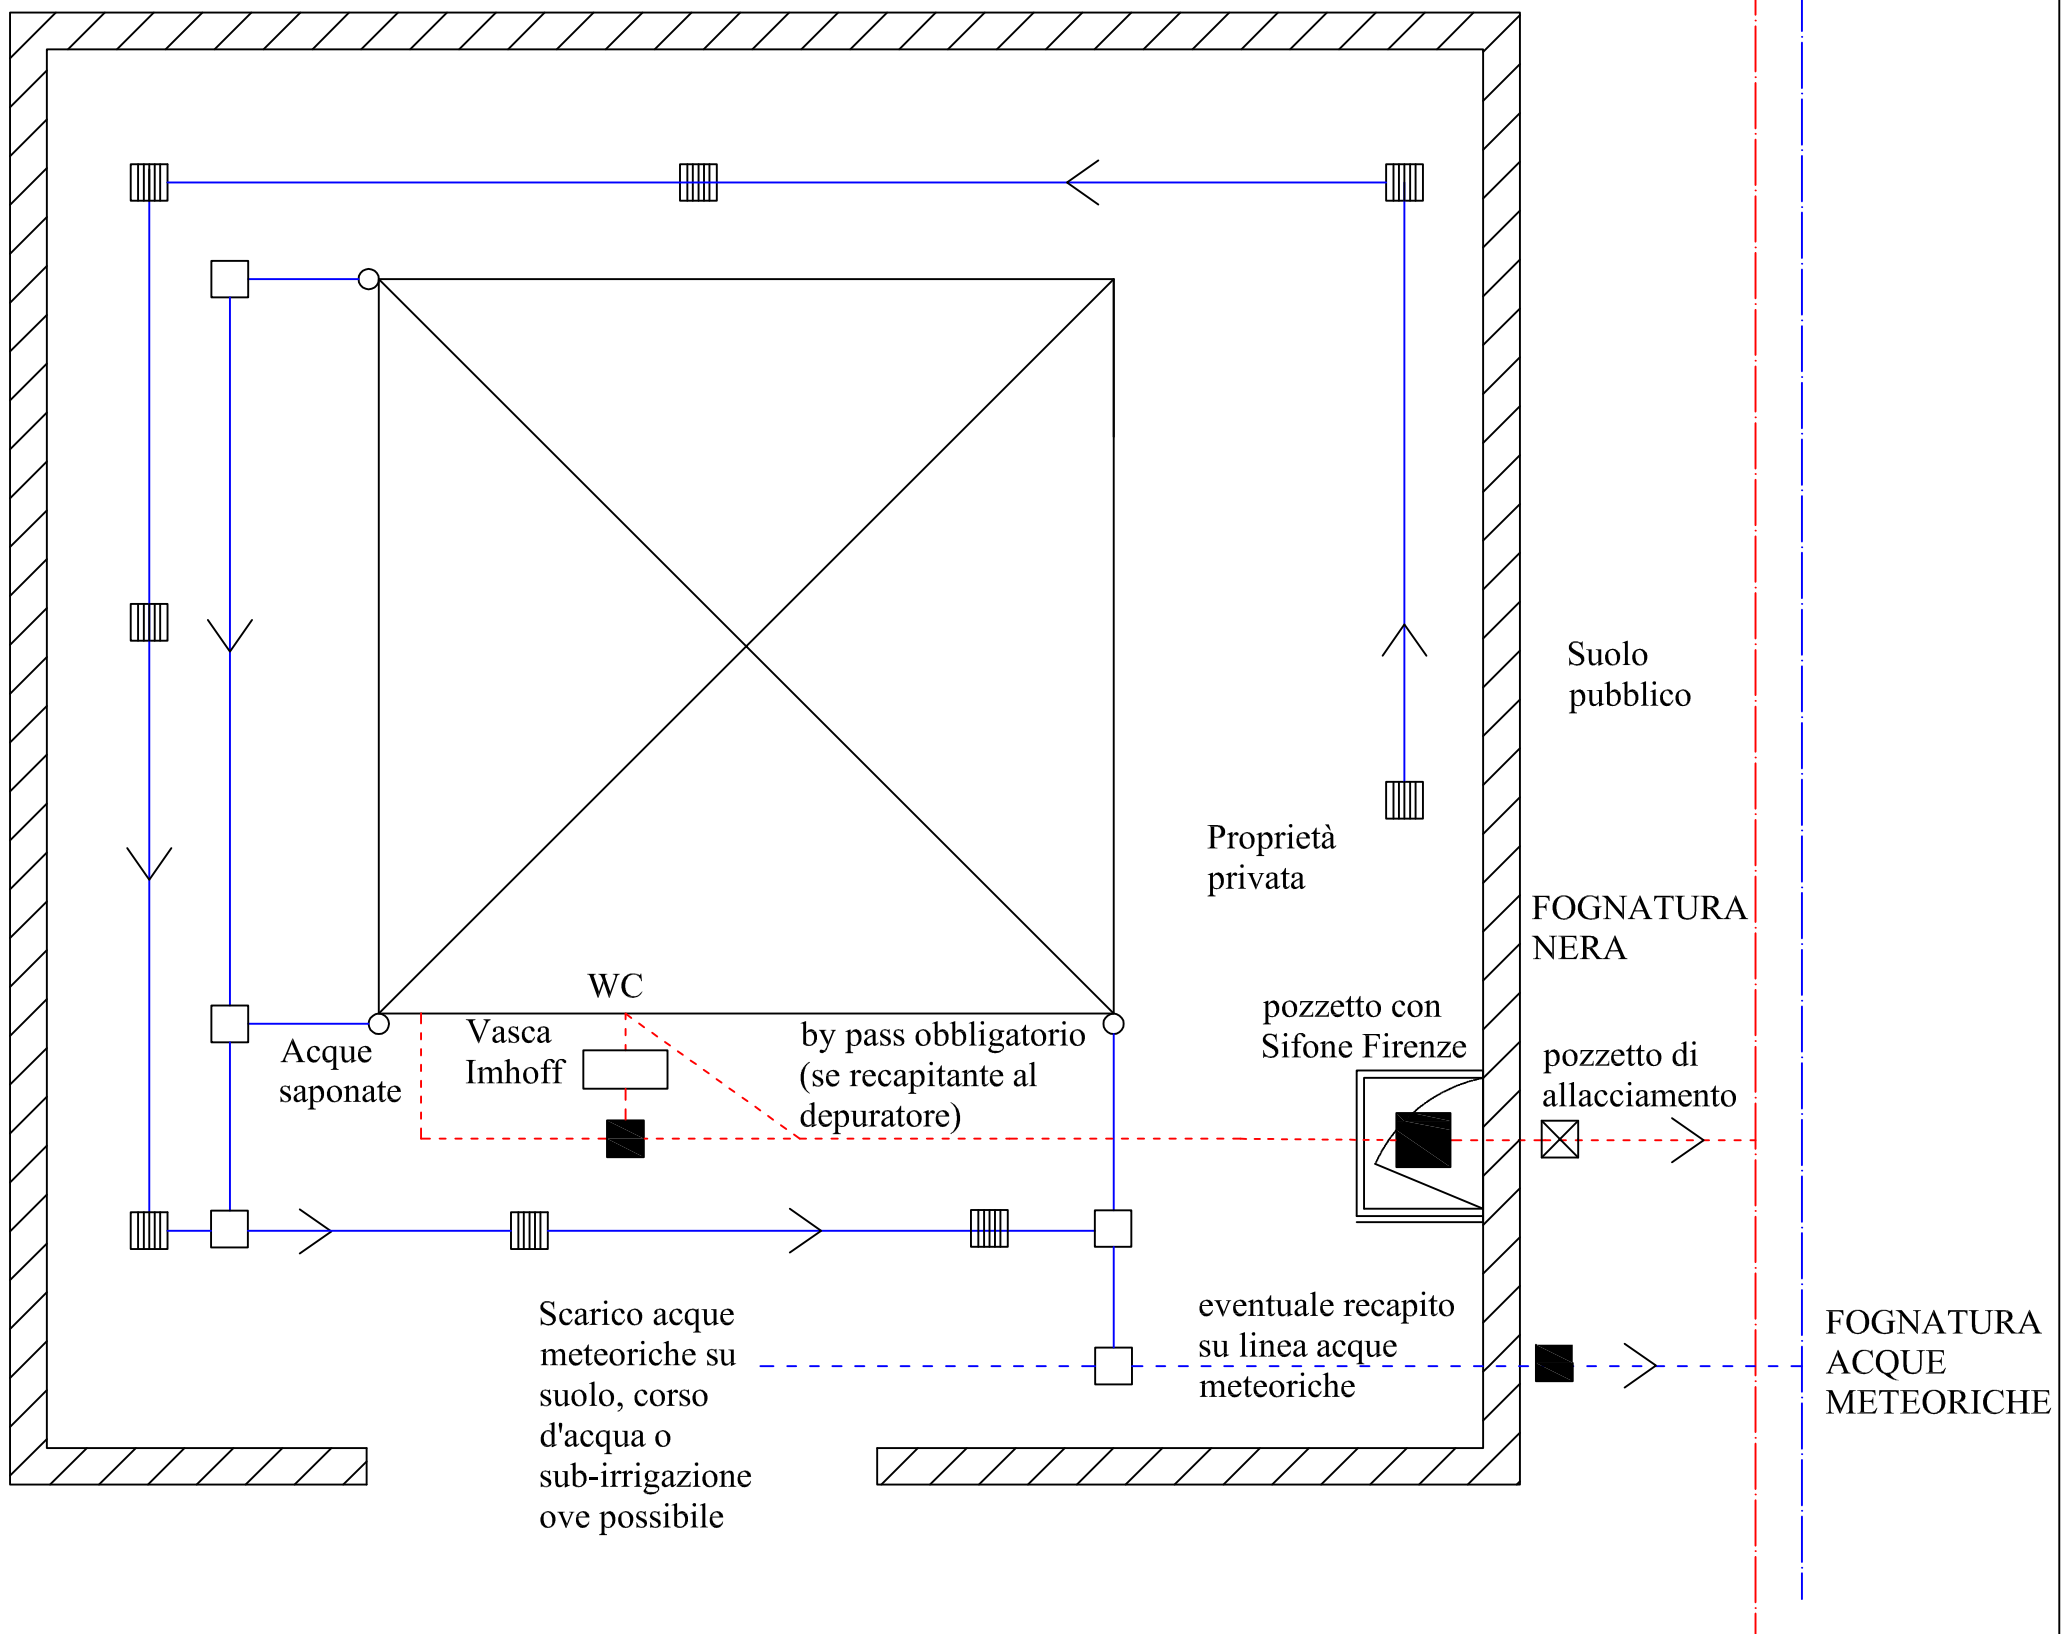 Suolo
pubblico
Proprietà
privata
FOGNATURA
NERA
WC
Vasca
Imhoff
Acque
saponate
by pass obbligatorio
(se recapitante al
depuratore)
pozzetto con
Sifone Firenze
pozzetto di
allacciamento
Scarico acque
meteoriche su
suolo, corso
d'acqua o
sub-irrigazione
ove possibile
eventuale recapito
su linea acque
meteoriche
FOGNATURA
ACQUE
METEORICHE